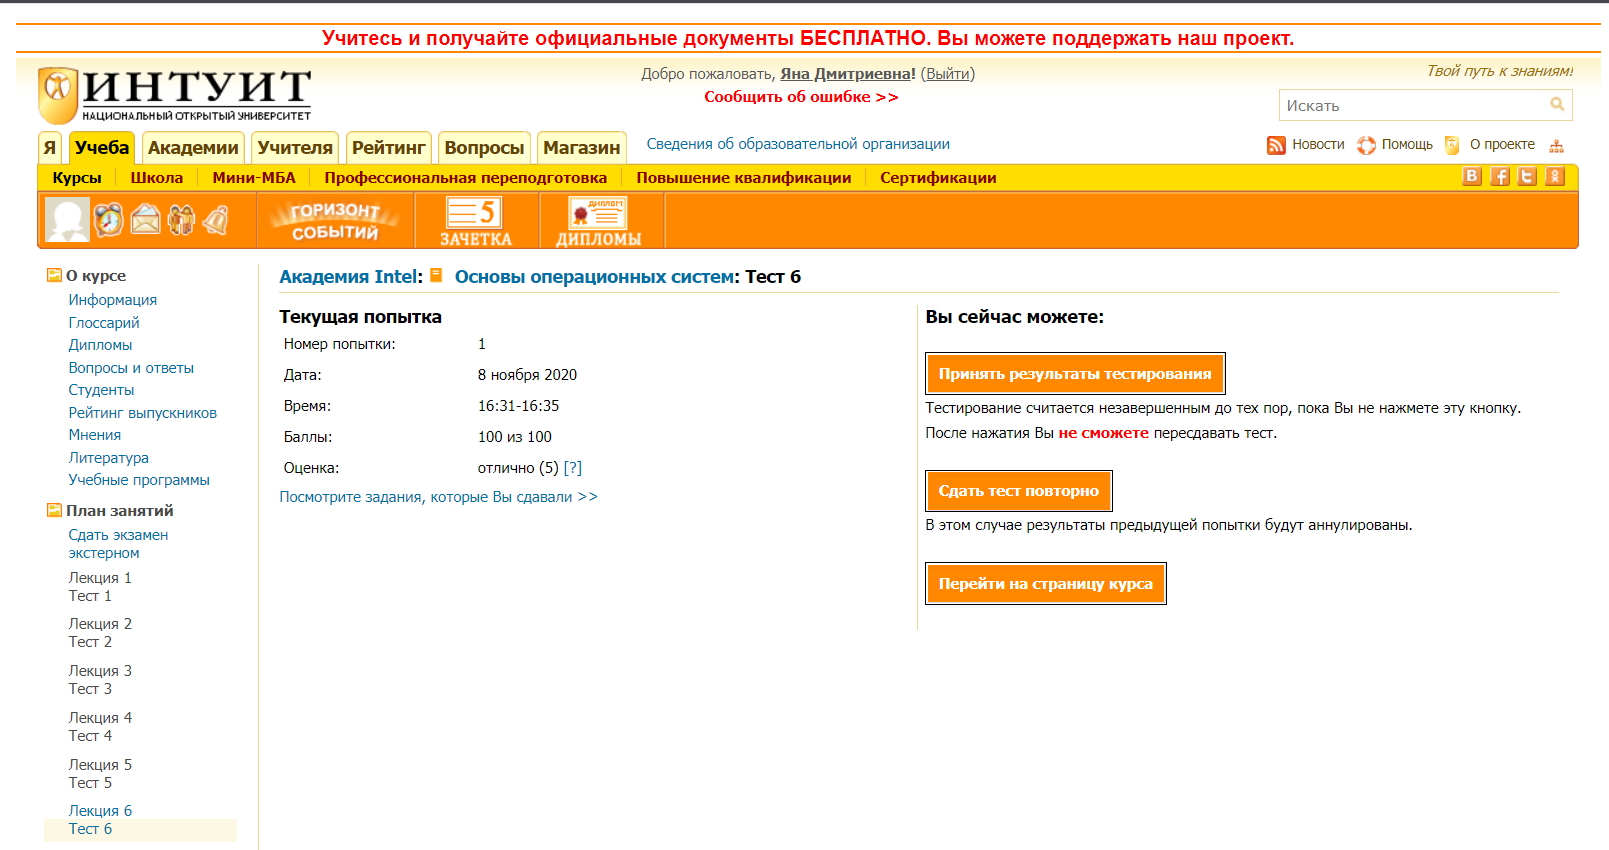 Учитесь и получайте официальные документы БЕСПЛАТНО. Вы можете поддержать наш проект.
ИНТУИТ
НАЦИОНАЛЬНЫЙ ОТКРЫТЫЙ УНИВЕРСИТЕТ
Добро пожаловать, Яна Дмитриевна! (Выйти)
Сообщить об ошибке >>
Твой путь к знаниям!
Искать
Я Учеба Академии Учителя Рейтинг Вопросы Магазин Сведения об образовательной организации Новости Помощь О проекте
Курсы Школа Мини-МБА Профессиональная переподготовка Повышение квалификации Сертификации
ГОРИЗОНТ СОБЫТИЙ
5
ЗАЧЕТКА
ДИПЛОМ
ДИПЛОМЫ
О курсе
Информация
Глоссарий
Дипломы
Вопросы и ответы
Студенты
Рейтинг выпускников
Мнения
Литература
Учебные программы
План занятий
Сдать экзамен
экстерном
Лекция 1
Тест 1
Лекция 2
Тест 2
Лекция 3
Тест 3
Лекция 4
Тест 4
Лекция 5
Тест 5
Лекция 6
Тест 6
Академия Intel: Основы операционных систем: Тест 6
Текущая попытка
Номер попытки: 1
Дата: 8 ноября 2020
Время: 16:31-16:35
Баллы: 100 из 100
Оценка: отлично (5) [?]
Посмотрите задания, которые Вы сдавали >>
Вы сейчас можете:
Принять результаты тестирования
Тестирование считается незавершенным до тех пор, пока Вы не нажмете эту кнопку.
После нажатия Вы не сможете пересдавать тест.
Сдать тест повторно
В этом случае результаты предыдущей попытки будут аннулированы.
Перейти на страницу курса